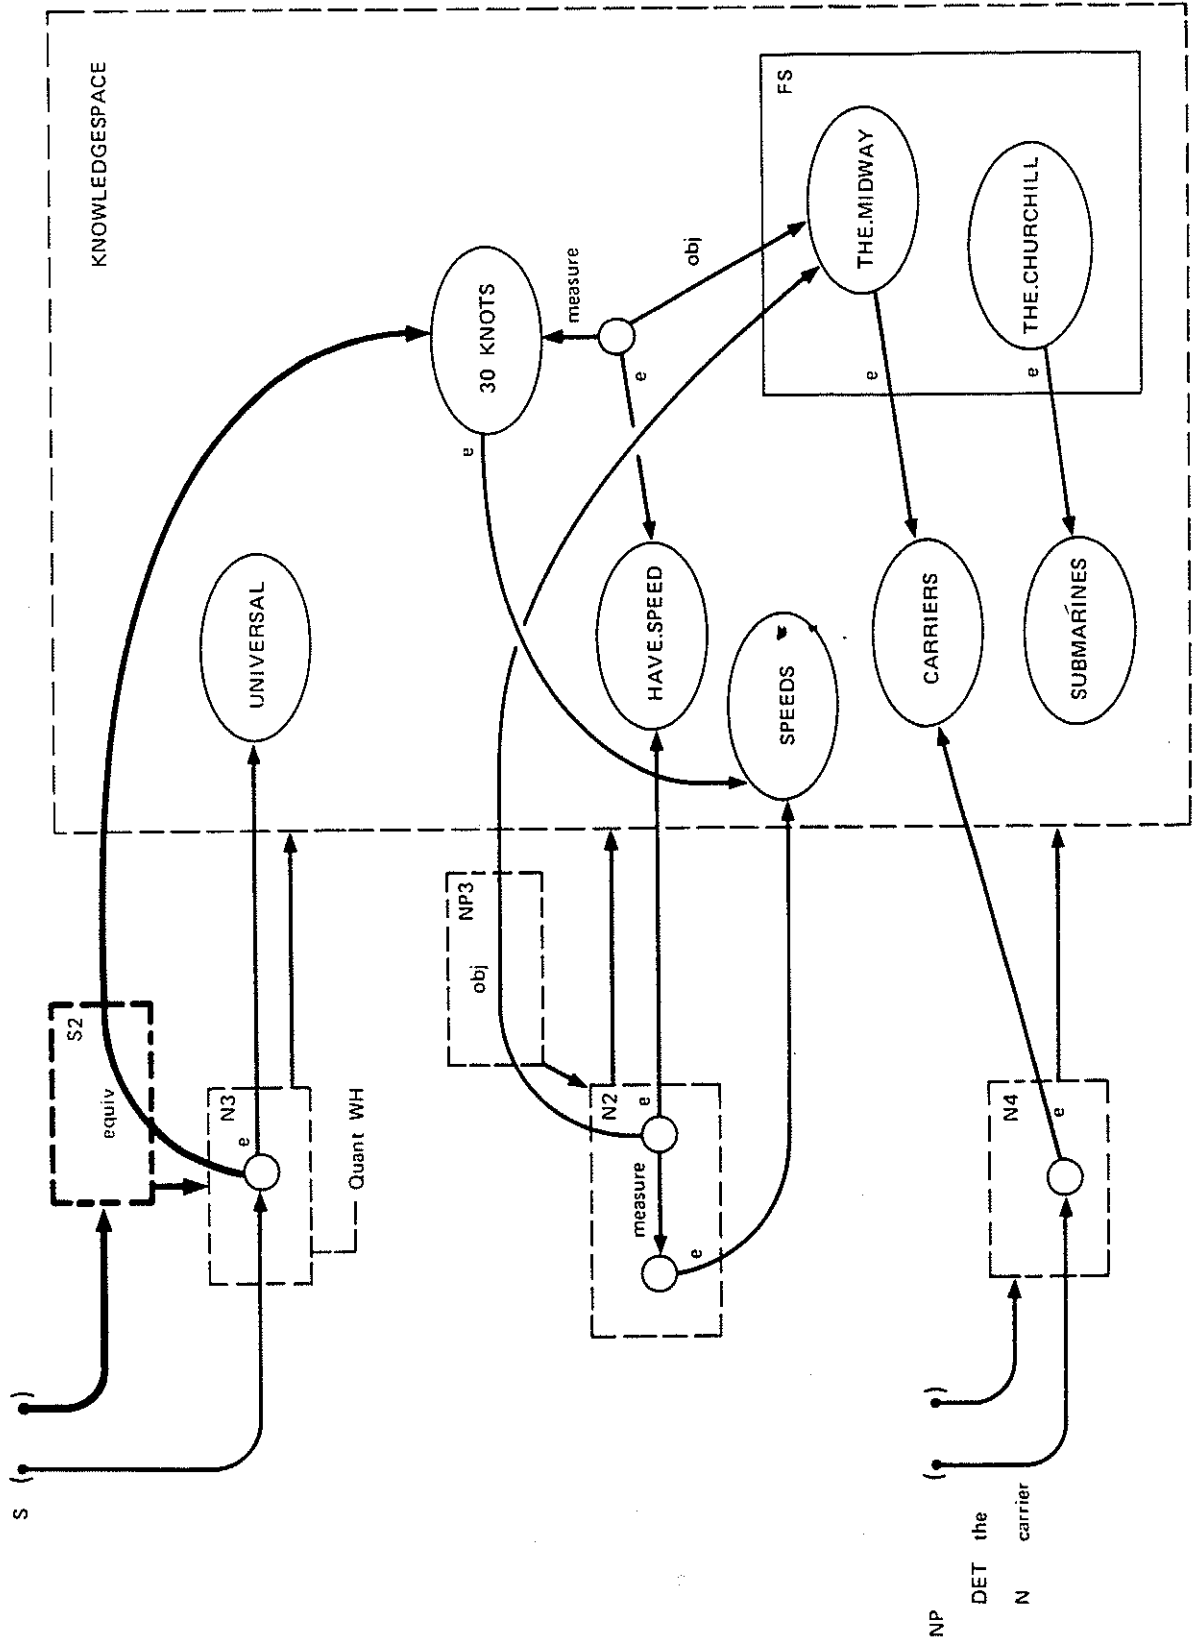 KNOWLEDGESPACE
S
( )
S2
equiv
N3
e
Quant WH
UNIVERSAL
30 KNOTS
e
measure
obj
e
NP3
obj
N2
e
measure
e
HAVE.SPEED
SPEEDS
FS
THE.MIDWAY
e
THE.CHURCHILL
e
CARRIERS
SUBMARINES
N4
e
NP
( )
DET the
N carrier